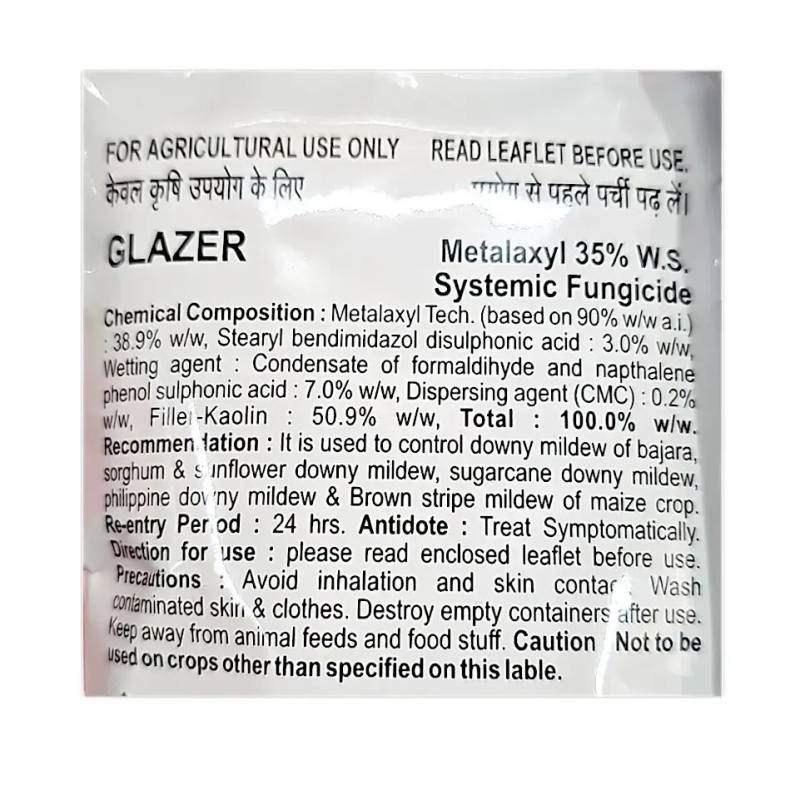 FOR AGRICULTURAL USE ONLY READ LEAFLET BEFORE USE.
केवल कृषि उपयोग के लिए से पहले पर्ची पढ़ लें।
GLAZER Metalaxyl 35% W.S.
Systemic Fungicide
Chemical Composition : Metalaxyl Tech. (based on 90% w/w a.i.)
: 38.9% w/w, Stearyl bendimidazol disulphonic acid : 3.0% w/w,
Wetting agent : Condensate of formaldihyde and napthalene
phenol sulphonic acid : 7.0% w/w, Dispersing agent (CMC) : 0.2%
w/w, Filler-Kaolin : 50.9% w/w, Total : 100.0% w/w.
Recommendation : It is used to control downy mildew of bajara,
sorghum & sunflower downy mildew, sugarcane downy mildew,
philippine downy mildew & Brown stripe mildew of maize crop.
Re-entry Period : 24 hrs. Antidote : Treat Symptomatically.
Direction for use : please read enclosed leaflet before use.
Precautions : Avoid inhalation and skin contact. Wash
contaminated skin & clothes. Destroy empty containers after use.
Keep away from animal feeds and food stuff. Caution : Not to be
used on crops other than specified on this lable.